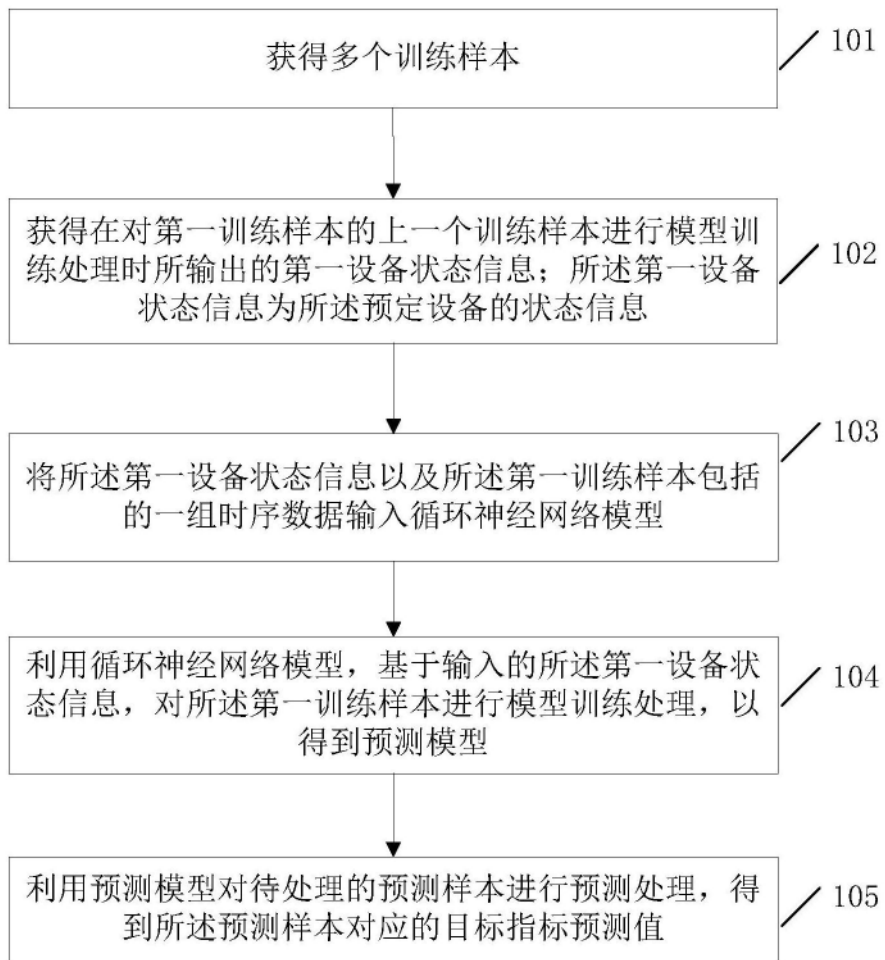 获得多个训练样本
101
获得在对第一训练样本的上一个训练样本进行模型训
练处理时所输出的第一设备状态信息；所述第一设备
状态信息为所述预定设备的状态信息
102
将所述第一设备状态信息以及所述第一训练样本包括
的一组时序数据输入循环神经网络模型
103
利用循环神经网络模型，基于输入的所述第一设备状
态信息，对所述第一训练样本进行模型训练处理，以
得到预测模型
104
利用预测模型对待处理的预测样本进行预测处理，得
到所述预测样本对应的目标指标预测值
105